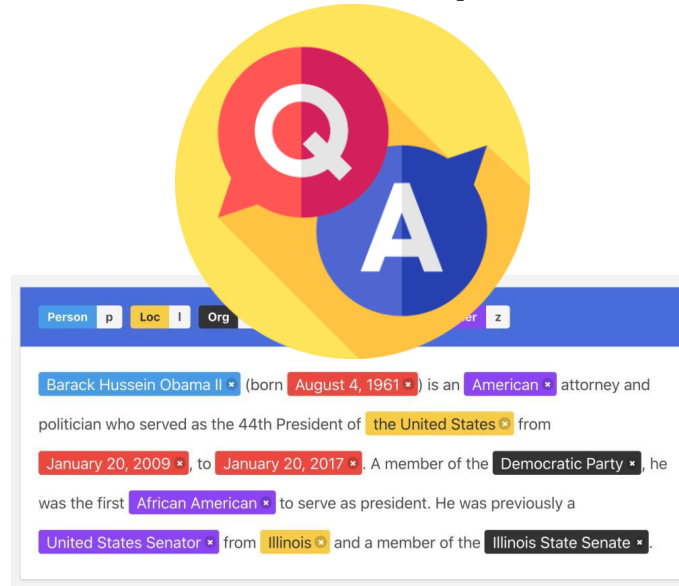 Q
A
Person p Loc l Org z
Barack Hussein Obama II (born August 4, 1961) is an American attorney and
politician who served as the 44th President of the United States from
January 20, 2009, to January 20, 2017. A member of the Democratic Party, he
was the first African American to serve as president. He was previously a
United States Senator from Illinois and a member of the Illinois State Senate.